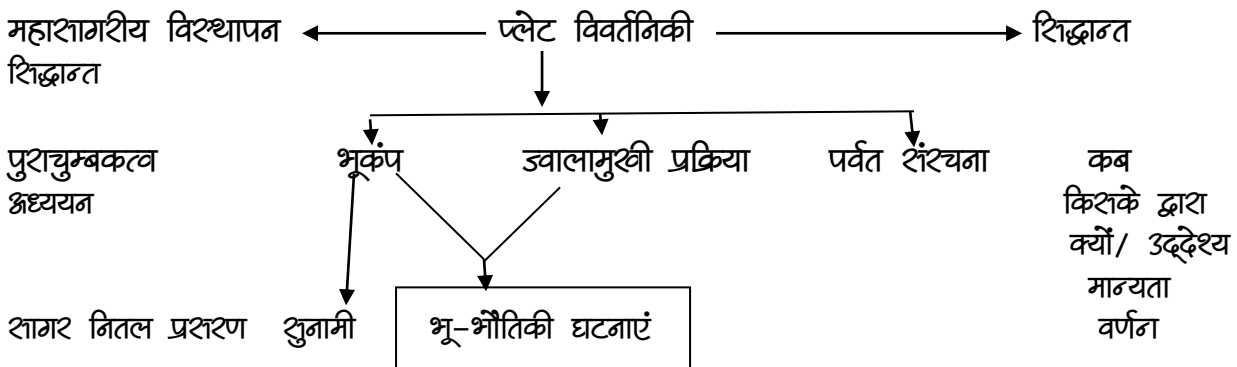 महासागरीय विस्थापन प्लेट विवर्तनिकी सिद्धान्त
सिद्धान्त
पुराचुम्बकत्व भूकंप ज्वालामुखी प्रक्रिया पर्वत संरचना कब
अध्ययन किसके द्वारा
क्यों/ उद्देश्य
मान्यता
सागर नितल प्रसरण सुनामी भू-भौतिकी घटनाएं वर्णन